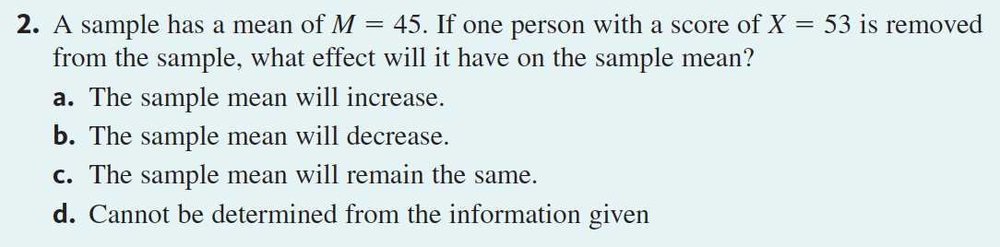 2. A sample has a mean of M = 45. If one person with a score of X = 53 is removed
from the sample, what effect will it have on the sample mean?
a. The sample mean will increase.
b. The sample mean will decrease.
c. The sample mean will remain the same.
d. Cannot be determined from the information given